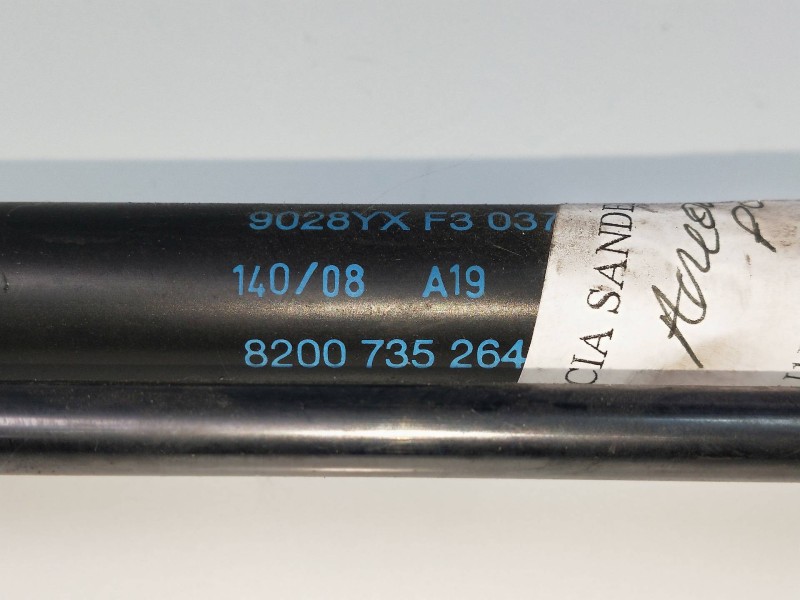 9028YX F3 037
140/08 A19
8200 735 264
CIA SANDE